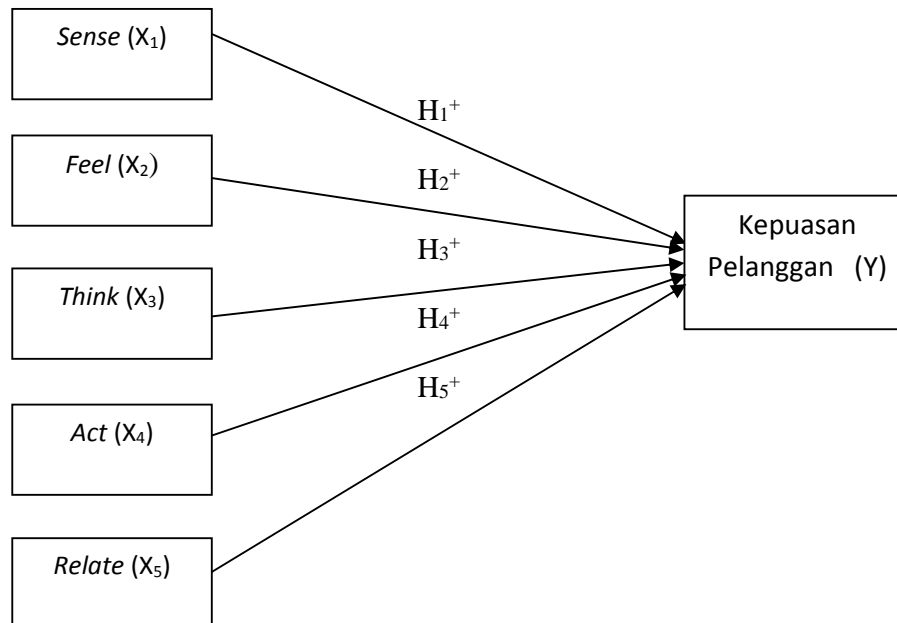 Sense (X₁)
H₁⁺
Feel (X₂)
H₂⁺
Kepuasan
Pelanggan (Y)
H₃⁺
Think (X₃)
H₄⁺
H₅⁺
Act (X₄)
Relate (X₅)